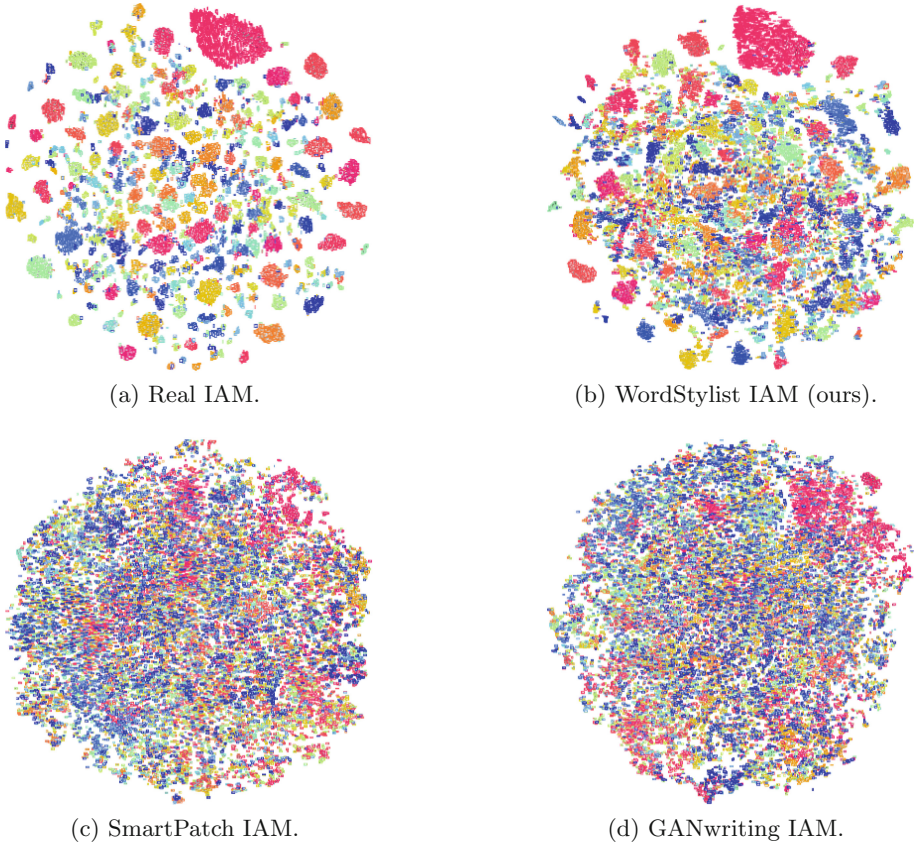 (a) Real IAM.
(b) WordStylist IAM (ours).
(c) SmartPatch IAM.
(d) GANwriting IAM.